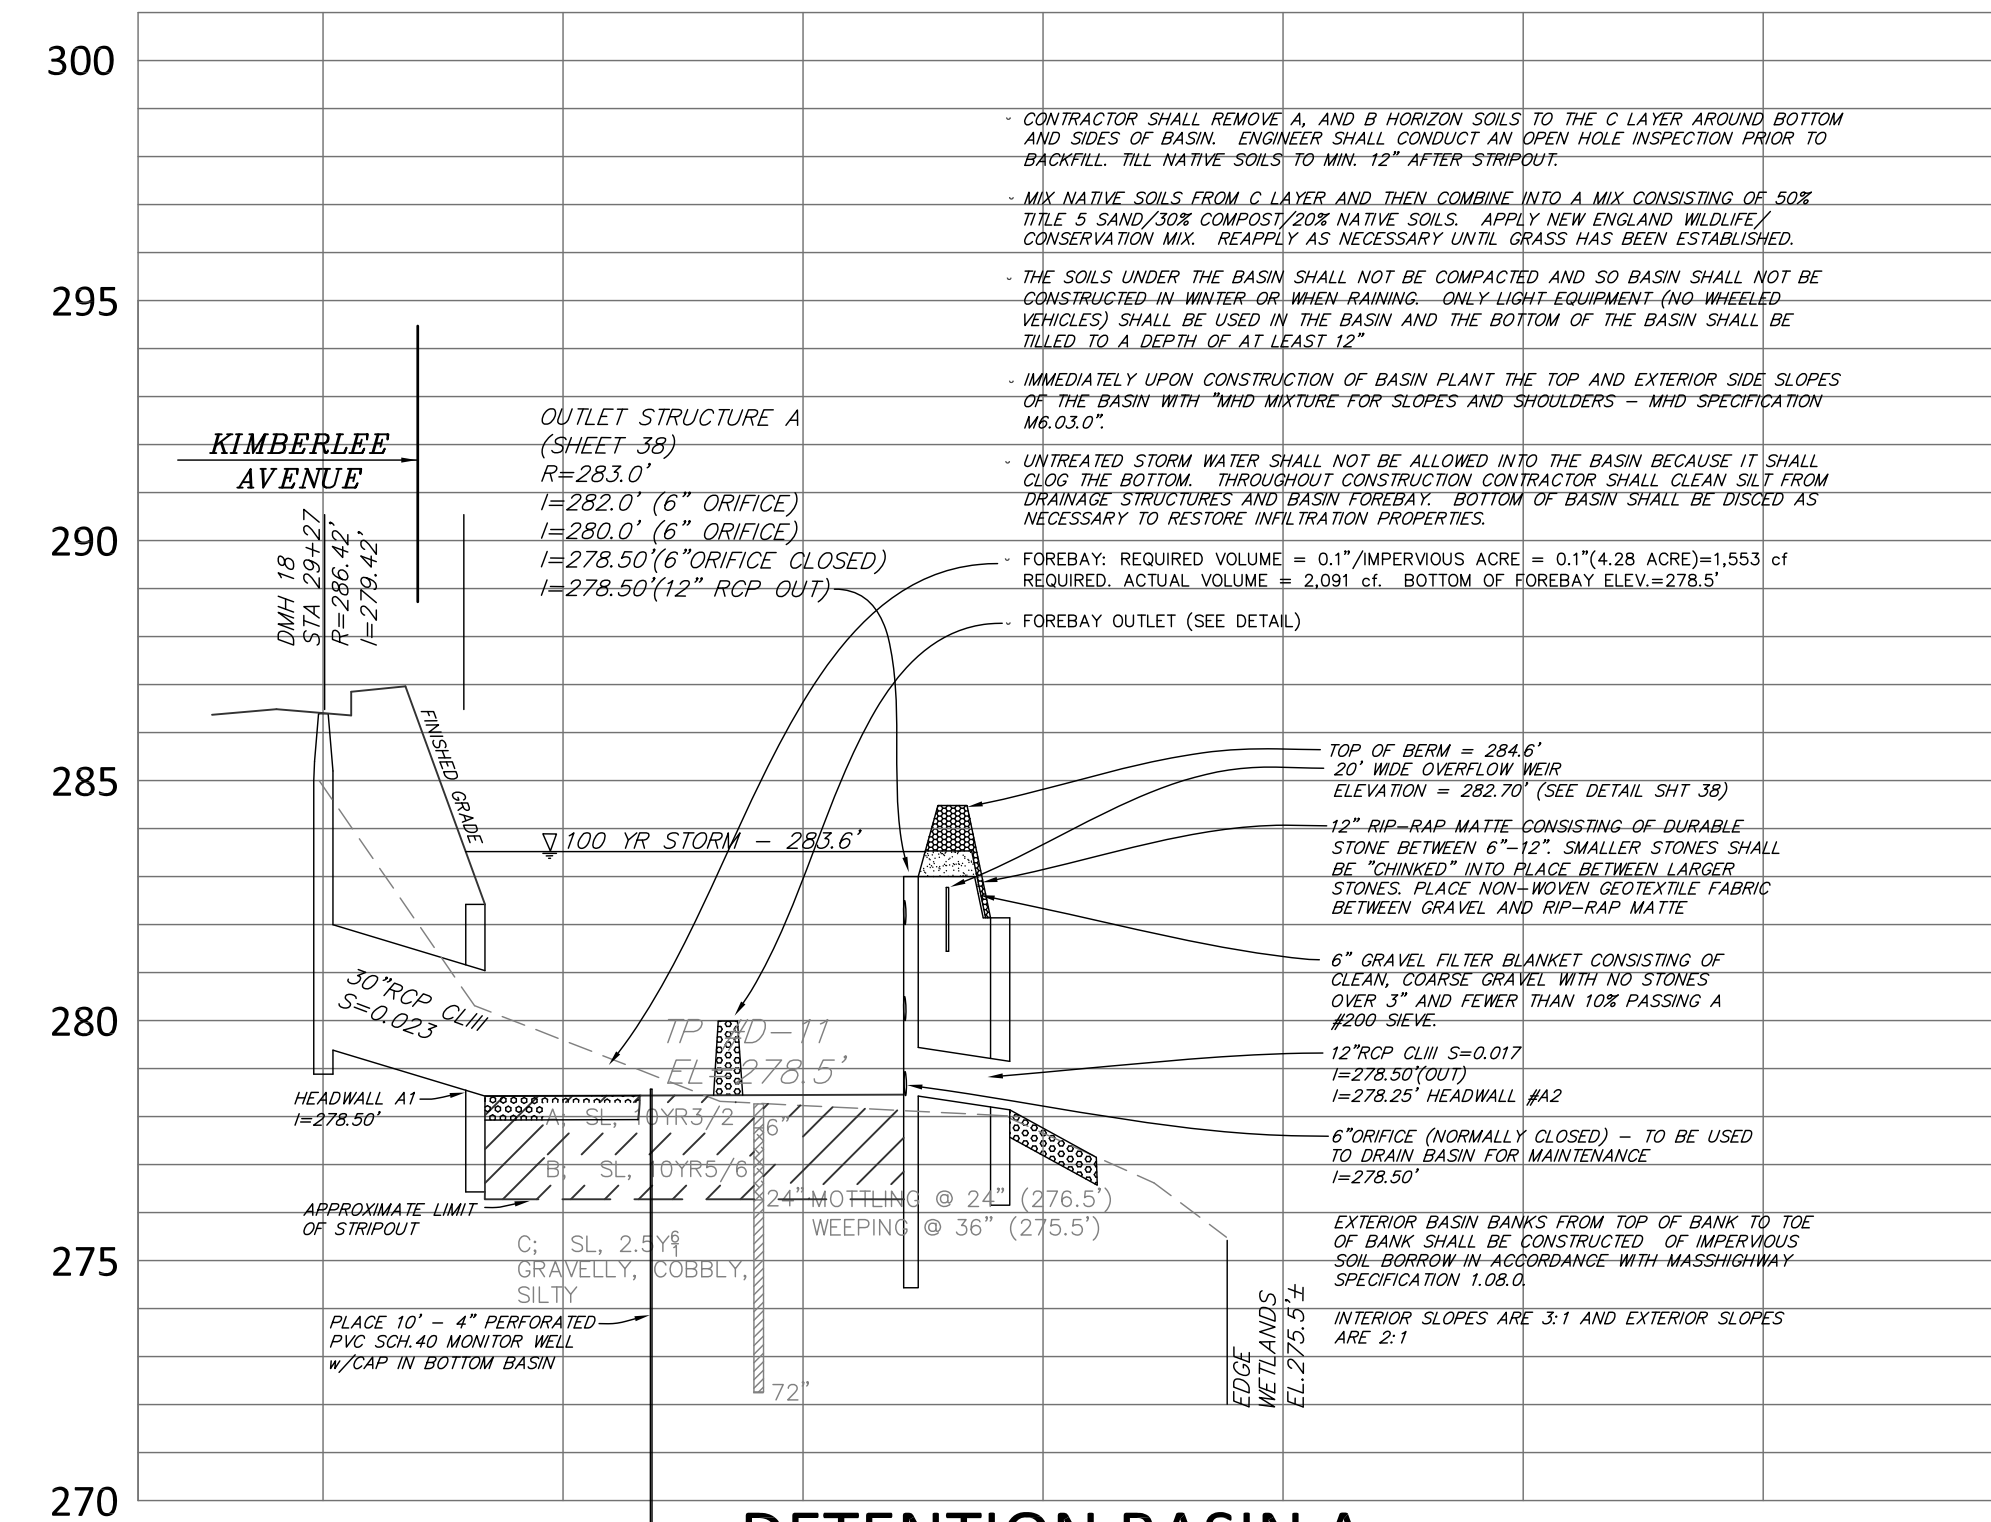 300
295
290
285
280
275
270
CONTRACTOR SHALL REMOVE A, AND B HORIZON SOILS TO THE C LAYER AROUND BOTTOM
AND SIDES OF BASIN. ENGINEER SHALL CONDUCT AN OPEN HOLE INSPECTION PRIOR TO
BACKFILL. TILL NATIVE SOILS TO MIN. 12" AFTER STRIPOUT.
MIX NATIVE SOILS FROM C LAYER AND THEN COMBINE INTO A MIX CONSISTING OF 50%
TITLE 5 SAND/30% COMPOST/20% NATIVE SOILS. APPLY NEW ENGLAND WILDLIFE/
CONSERVATION MIX. REAPPLY AS NECESSARY UNTIL GRASS HAS BEEN ESTABLISHED.
THE SOILS UNDER THE BASIN SHALL NOT BE COMPACTED AND SO BASIN SHALL NOT BE
CONSTRUCTED IN WINTER OR WHEN RAINING. ONLY LIGHT EQUIPMENT (NO WHEELED
VEHICLES) SHALL BE USED IN THE BASIN AND THE BOTTOM OF THE BASIN SHALL BE
TILLED TO A DEPTH OF AT LEAST 12"
IMMEDIATELY UPON CONSTRUCTION OF BASIN PLANT THE TOP AND EXTERIOR SIDE SLOPES
OF THE BASIN WITH "MHD MIXTURE FOR SLOPES AND SHOULDERS – MHD SPECIFICATION
M6.03.0".
UNTREATED STORM WATER SHALL NOT BE ALLOWED INTO THE BASIN BECAUSE IT SHALL
CLOG THE BOTTOM. THROUGHOUT CONSTRUCTION CONTRACTOR SHALL CLEAN SILT FROM
DRAINAGE STRUCTURES AND BASIN FOREBAY. BOTTOM OF BASIN SHALL BE DISCED AS
NECESSARY TO RESTORE INFILTRATION PROPERTIES.
FOREBAY: REQUIRED VOLUME = 0.1"/IMPERVIOUS ACRE = 0.1"(4.28 ACRE)=1,553 cf
REQUIRED. ACTUAL VOLUME = 2,091 cf. BOTTOM OF FOREBAY ELEV.=278.5'
FOREBAY OUTLET (SEE DETAIL)
KIMBERLEE
AVENUE
OUTLET STRUCTURE A
(SHEET 38)
R=283.0'
I=282.0' (6" ORIFICE)
I=280.0' (6" ORIFICE)
I=278.50'(6"ORIFICE CLOSED)
I=278.50'(12" RCP OUT)
DMH 18
STA 29+27
R=286.42'
I=279.42'
FINISHED GRADE
100 YR STORM – 283.6'
TOP OF BERM = 284.6'
20' WIDE OVERFLOW WEIR
ELEVATION = 282.70' (SEE DETAIL SHT 38)
12" RIP–RAP MATTE CONSISTING OF DURABLE
STONE BETWEEN 6"–12". SMALLER STONES SHALL
BE "CHINKED" INTO PLACE BETWEEN LARGER
STONES. PLACE NON–WOVEN GEOTEXTILE FABRIC
BETWEEN GRAVEL AND RIP–RAP MATTE
6" GRAVEL FILTER BLANKET CONSISTING OF
CLEAN, COARSE GRAVEL WITH NO STONES
OVER 3" AND FEWER THAN 10% PASSING A
#200 SIEVE.
12"RCP CLIII S=0.017
I=278.50'(OUT)
I=278.25' HEADWALL #A2
6"ORIFICE (NORMALLY CLOSED) – TO BE USED
TO DRAIN BASIN FOR MAINTENANCE
I=278.50'
EXTERIOR BASIN BANKS FROM TOP OF BANK TO TOE
OF BANK SHALL BE CONSTRUCTED OF IMPERVIOUS
SOIL BORROW IN ACCORDANCE WITH MASSHIGHWAY
SPECIFICATION 1.08.0.
INTERIOR SLOPES ARE 3:1 AND EXTERIOR SLOPES
ARE 2:1
30"RCP CLIII
S=0.023
TP #D–11
EL=278.5'
HEADWALL A1
I=278.50'
A; SL, 10YR3/2
6"
B; SL, 10YR5/6
24" MOTTLING @ 24" (276.5')
WEEPING @ 36" (275.5')
APPROXIMATE LIMIT
OF STRIPOUT
C; SL, 2.5Y6/1
GRAVELLY, COBBLY,
SILTY
PLACE 10' – 4" PERFORATED
PVC SCH.40 MONITOR WELL
w/CAP IN BOTTOM BASIN
72"
EDGE
WETLANDS
EL.275.5'±
DETENTION BASIN A